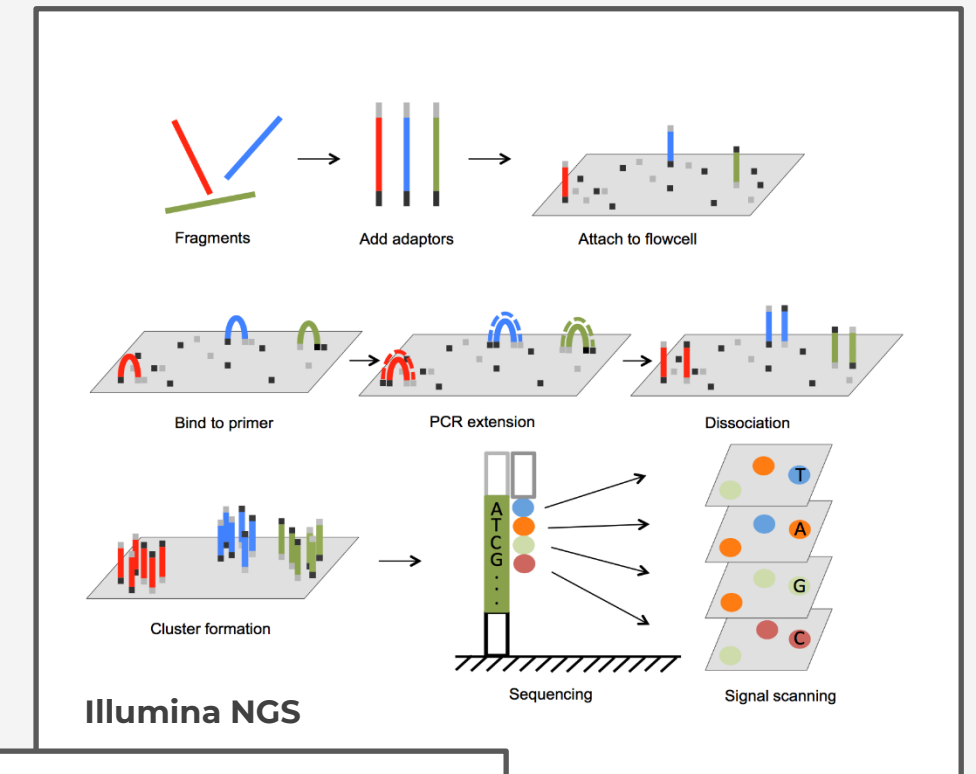 Fragments
Add adaptors
Attach to flowcell
Bind to primer
PCR extension
Dissociation
Cluster formation
A
T
C
G
.
.
.
Sequencing
T
A
G
C
Signal scanning
Illumina NGS